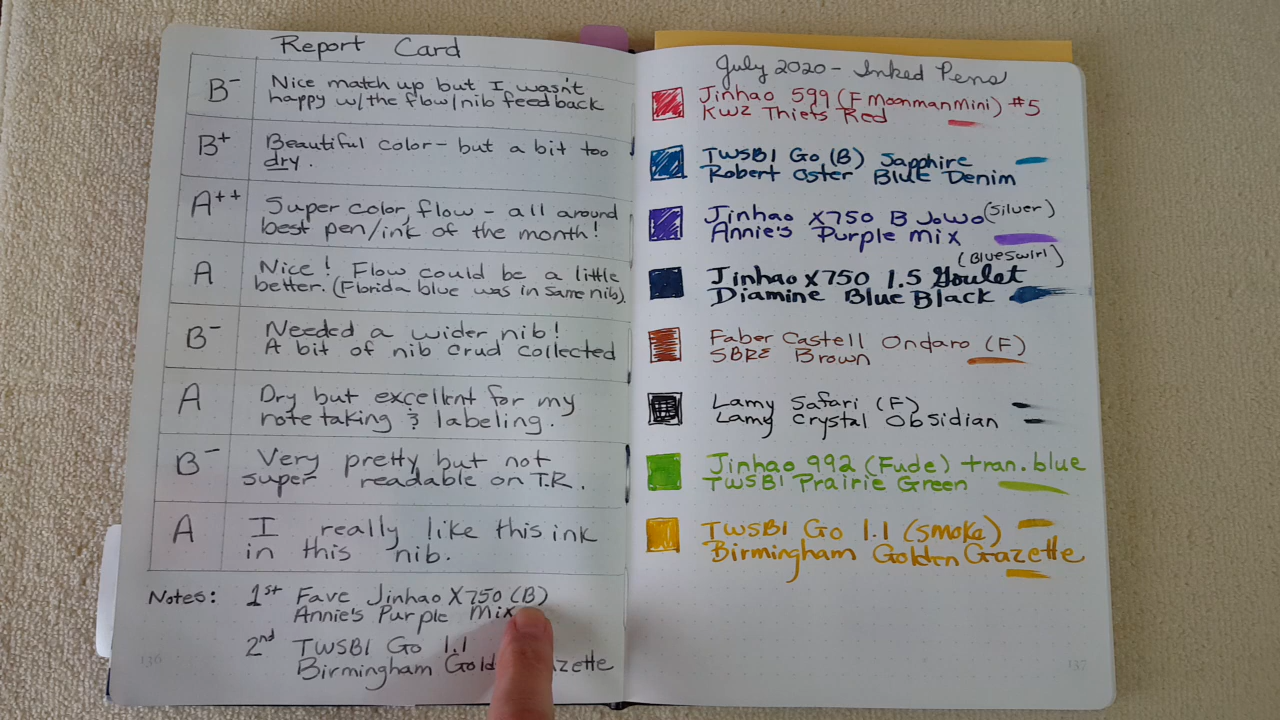 Report Card
B- Nice match up but I wasn't
happy w/the flow/nib feedback
B+ Beautiful color- but a bit too
dry.
A++ Super color, flow - all around
best pen/ink of the month!
A Nice! Flow could be a little
better. (Florida blue was in same nib).
B- Needed a wider nib!
A bit of nib crud collected
A Dry but excellent for my
note taking & labeling.
B- Very pretty but not
super readable on T.R.
A I really like this ink
in this nib.
Notes: 1st Fave Jinhao X750 (B)
Annie's Purple Mix
2nd TWSBI Go 1.1
Birmingham Gold zette
136
July 2020 - Inked Pens
Jinhao 599 (F Moonman Mini) #5
KWZ Thiefs Red
TWSBI Go (B) Sapphire
Robert Oster Blue Denim
Jinhao X750 B Jowo (Silver)
Annie's Purple Mix
(Blue Swirl)
Jinhao X750 1.5 Goulet
Diamine Blue Black
Faber Castell Ondaro (F)
SBRE Brown
Lamy Safari (F)
Lamy Crystal Obsidian
Jinhao 992 (Fude) tran. blue
TWSBI Prairie Green
TWSBI Go 1.1 (smoke)
Birmingham Golden Gazette
137